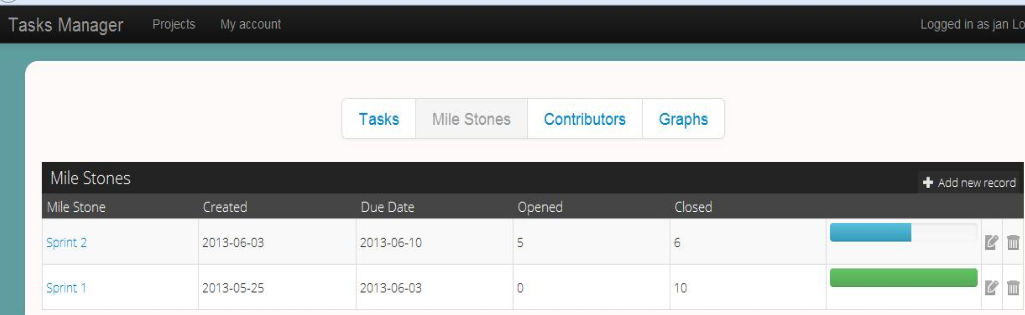 Tasks Manager Projects My account Logged in as jan Lo
Tasks Mile Stones Contributors Graphs
Mile Stones Add new record
Mile Stone Created Due Date Opened Closed
Sprint 2 2013-06-03 2013-06-10 5 6
Sprint 1 2013-05-25 2013-06-03 0 10